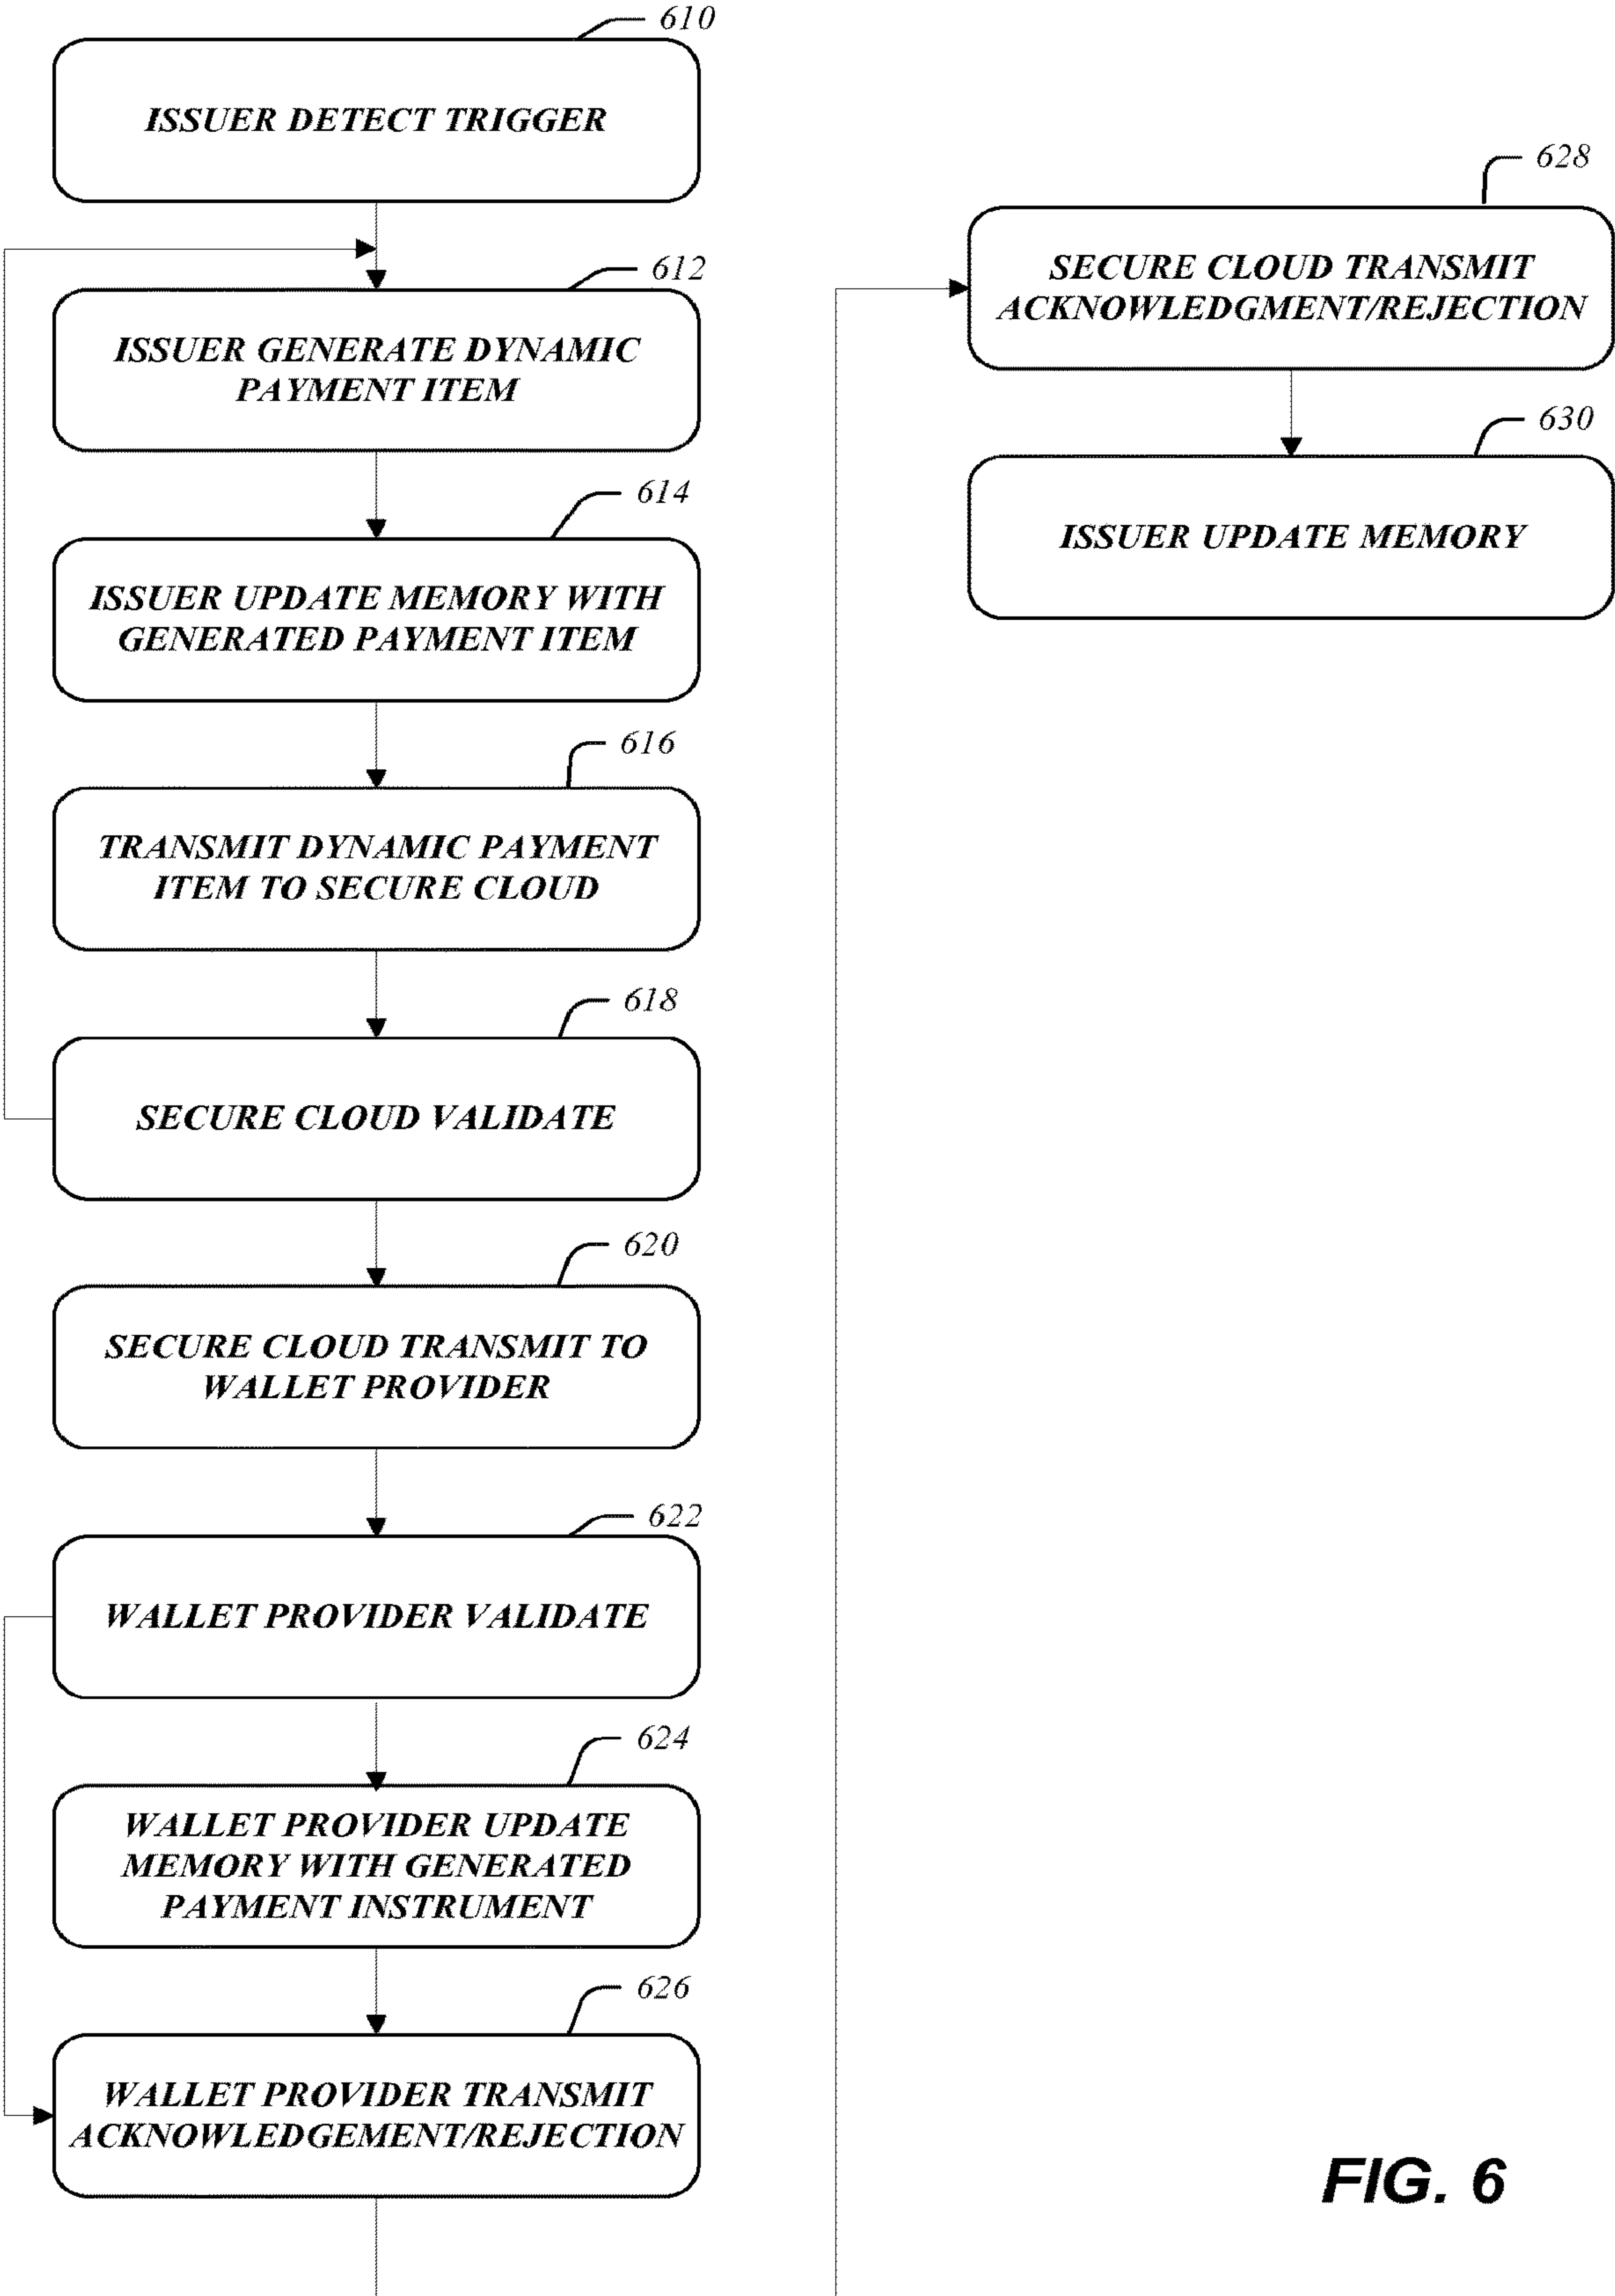 610
ISSUER DETECT TRIGGER
612
ISSUER GENERATE DYNAMIC
PAYMENT ITEM
614
ISSUER UPDATE MEMORY WITH
GENERATED PAYMENT ITEM
616
TRANSMIT DYNAMIC PAYMENT
ITEM TO SECURE CLOUD
618
SECURE CLOUD VALIDATE
620
SECURE CLOUD TRANSMIT TO
WALLET PROVIDER
622
WALLET PROVIDER VALIDATE
624
WALLET PROVIDER UPDATE
MEMORY WITH GENERATED
PAYMENT INSTRUMENT
626
WALLET PROVIDER TRANSMIT
ACKNOWLEDGEMENT/REJECTION
628
SECURE CLOUD TRANSMIT
ACKNOWLEDGMENT/REJECTION
630
ISSUER UPDATE MEMORY
FIG. 6